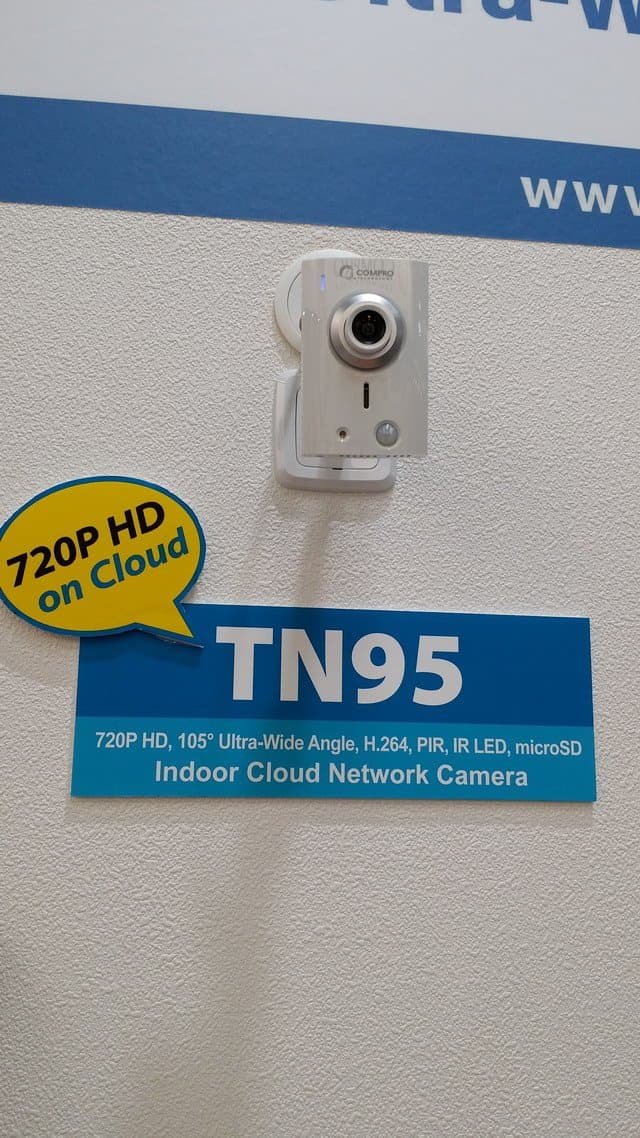 www
COMPRO
TECHNOLOGY
720P HD
on Cloud
TN95
720P HD, 105° Ultra-Wide Angle, H.264, PIR, IR LED, microSD
Indoor Cloud Network Camera